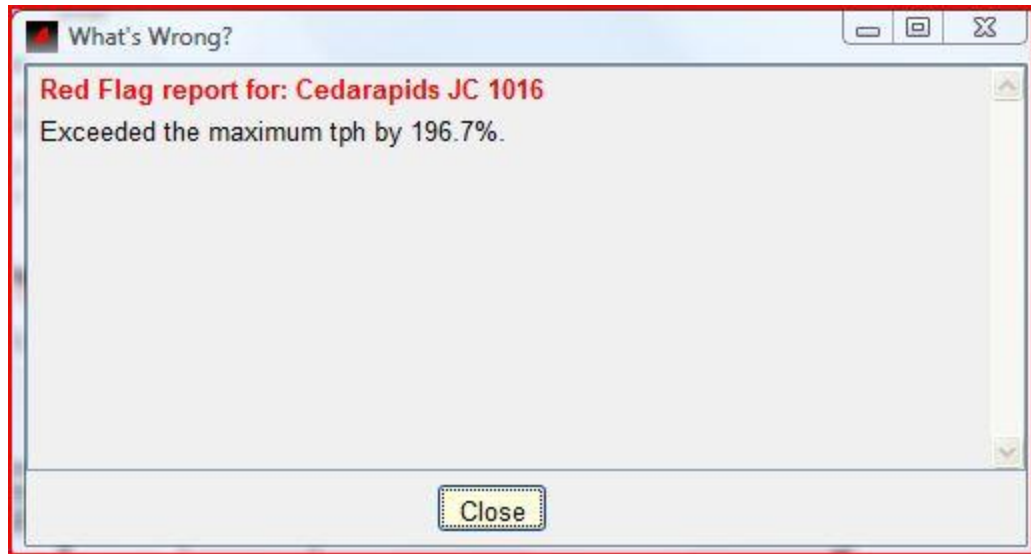 What's Wrong?
Red Flag report for: Cedarapids JC 1016
Exceeded the maximum tph by 196.7%.
Close